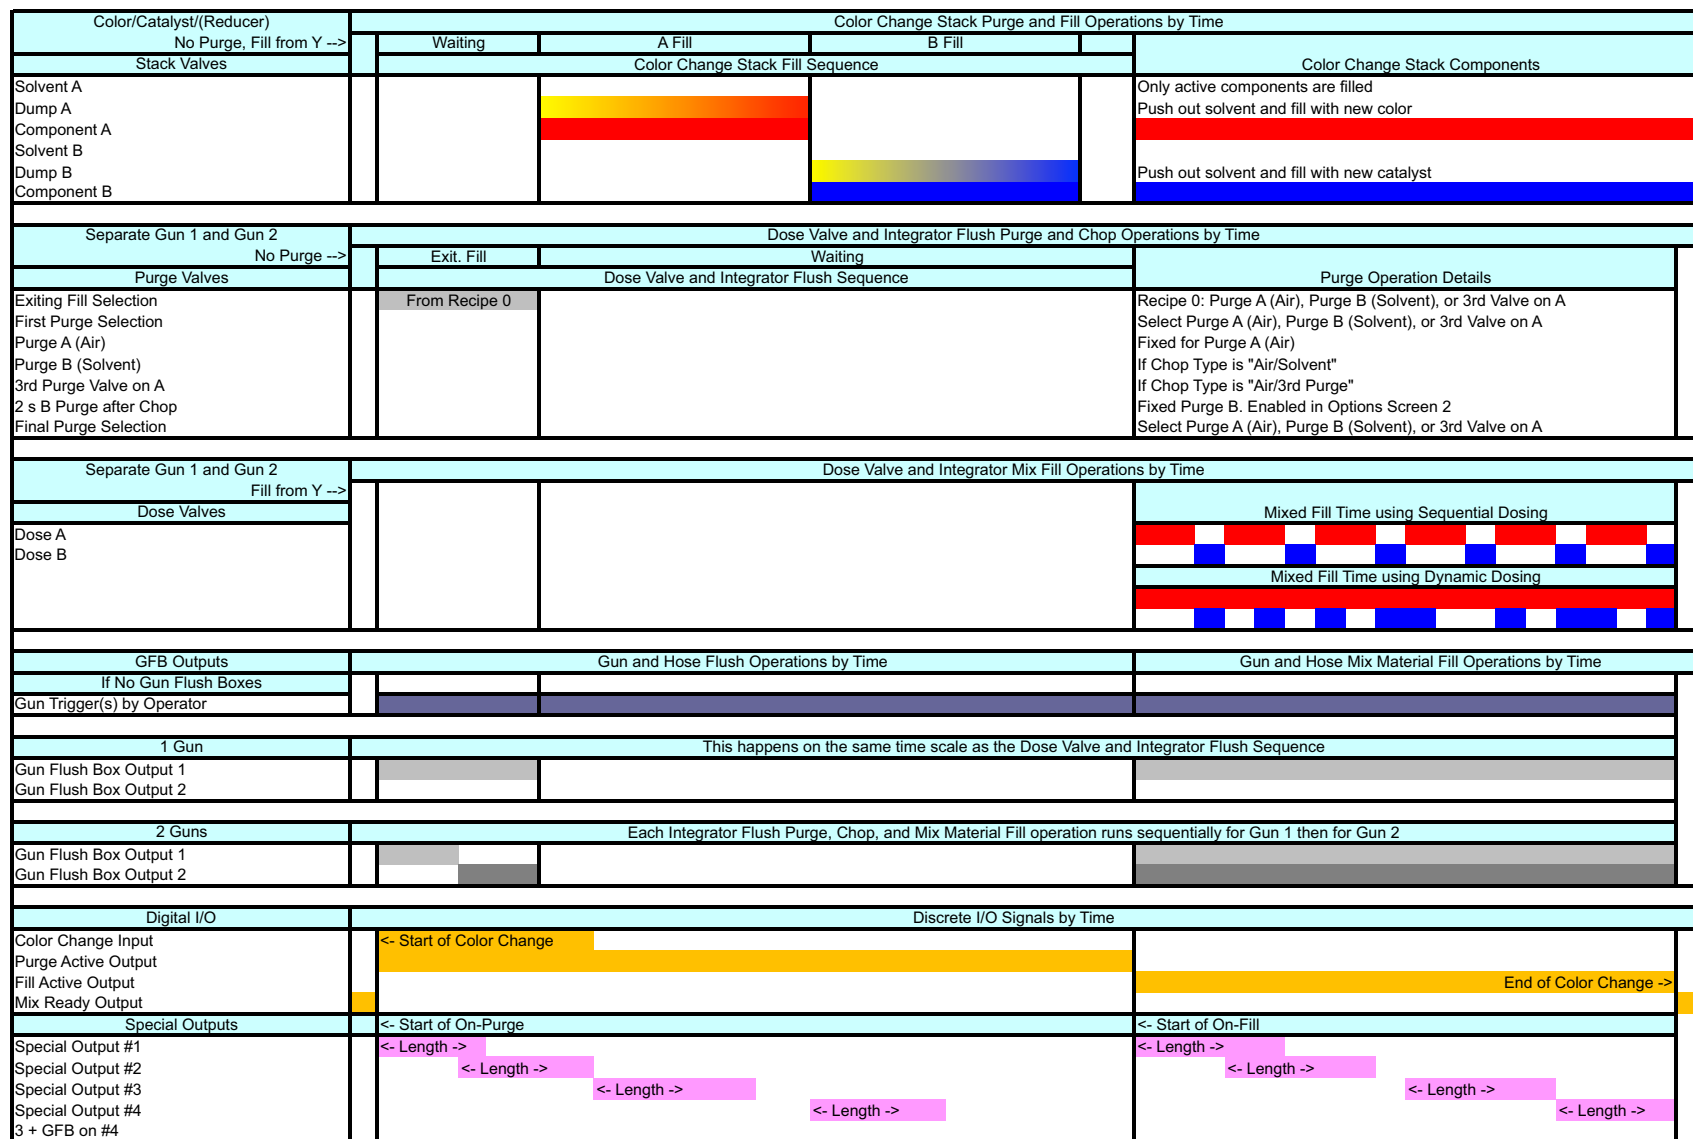 Color/Catalyst/(Reducer)
Color Change Stack Purge and Fill Operations by Time
No Purge, Fill from Y -->
Waiting
A Fill
B Fill
Stack Valves
Color Change Stack Fill Sequence
Color Change Stack Components
Solvent A
Only active components are filled
Dump A
Push out solvent and fill with new color
Component A
Solvent B
Dump B
Push out solvent and fill with new catalyst
Component B
Separate Gun 1 and Gun 2
Dose Valve and Integrator Flush Purge and Chop Operations by Time
No Purge -->
Exit. Fill
Waiting
Purge Valves
Dose Valve and Integrator Flush Sequence
Purge Operation Details
Exiting Fill Selection
From Recipe 0
Recipe 0: Purge A (Air), Purge B (Solvent), or 3rd Valve on A
First Purge Selection
Select Purge A (Air), Purge B (Solvent), or 3rd Valve on A
Purge A (Air)
Fixed for Purge A (Air)
Purge B (Solvent)
If Chop Type is "Air/Solvent"
3rd Purge Valve on A
If Chop Type is "Air/3rd Purge"
2 s B Purge after Chop
Fixed Purge B. Enabled in Options Screen 2
Final Purge Selection
Select Purge A (Air), Purge B (Solvent), or 3rd Valve on A
Separate Gun 1 and Gun 2
Dose Valve and Integrator Mix Fill Operations by Time
Fill from Y -->
Dose Valves
Mixed Fill Time using Sequential Dosing
Dose A
Dose B
Mixed Fill Time using Dynamic Dosing
GFB Outputs
Gun and Hose Flush Operations by Time
Gun and Hose Mix Material Fill Operations by Time
If No Gun Flush Boxes
Gun Trigger(s) by Operator
1 Gun
This happens on the same time scale as the Dose Valve and Integrator Flush Sequence
Gun Flush Box Output 1
Gun Flush Box Output 2
2 Guns
Each Integrator Flush Purge, Chop, and Mix Material Fill operation runs sequentially for Gun 1 then for Gun 2
Gun Flush Box Output 1
Gun Flush Box Output 2
Digital I/O
Discrete I/O Signals by Time
Color Change Input
<- Start of Color Change
Purge Active Output
Fill Active Output
End of Color Change ->
Mix Ready Output
Special Outputs
<- Start of On-Purge
<- Start of On-Fill
Special Output #1
<- Length ->
<- Length ->
Special Output #2
<- Length ->
<- Length ->
Special Output #3
<- Length ->
<- Length ->
Special Output #4
<- Length ->
<- Length ->
3 + GFB on #4